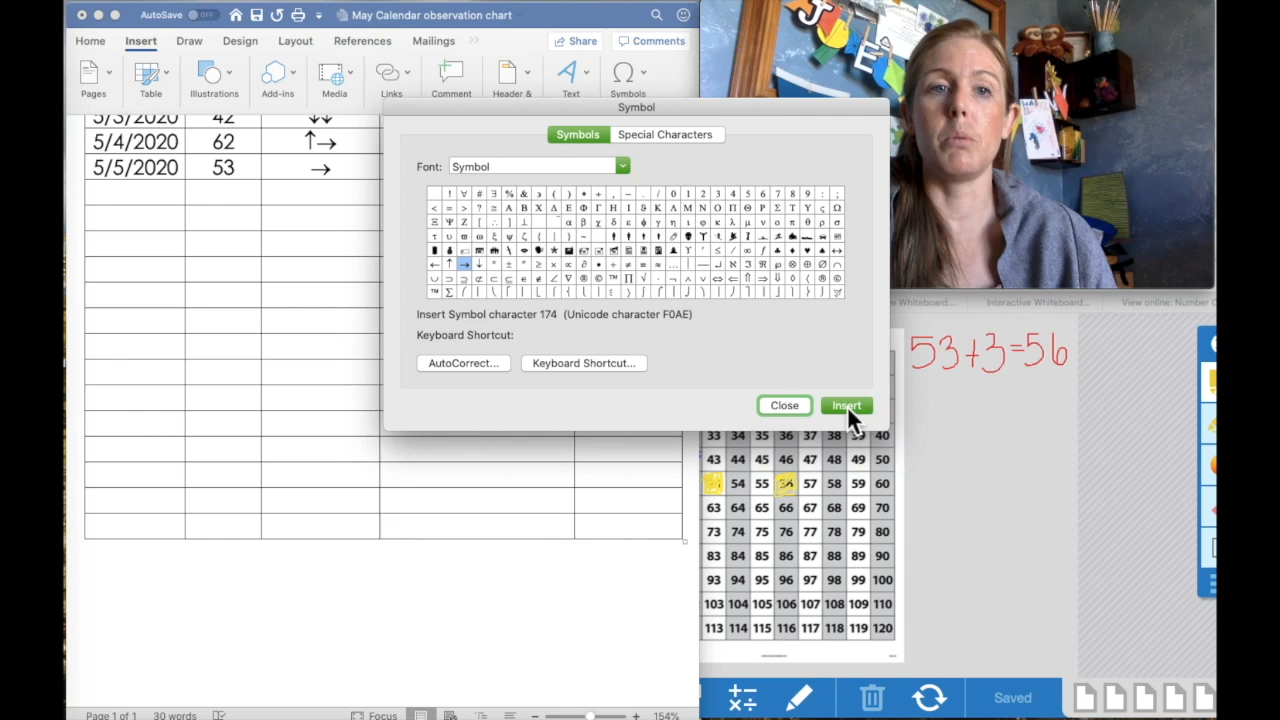 AutoSave OFF May Calendar observation chart
Home Insert Draw Design Layout References Mailings Share Comments
Pages Table Illustrations Add-ins Media Links Comment Header & Text Symbols
5/3/2020 42 ↓↓
5/4/2020 62 ↑→
5/5/2020 53 →
Symbol
Symbols Special Characters
Font: Symbol
Insert Symbol character 174 (Unicode character F0AE)
Keyboard Shortcut:
AutoCorrect... Keyboard Shortcut...
Close Insert
Whiteboard... Interactive Whiteboard... View online: Number
53+3=56
33 34 35 36 37 38 39 40
43 44 45 46 47 48 49 50
54 55 56 57 58 59 60
63 64 65 66 67 68 69 70
73 74 75 76 77 78 79 80
83 84 85 86 87 88 89 90
93 94 95 96 97 98 99 100
103 104 105 106 107 108 109 110
113 114 115 116 117 118 119 120
Saved
Page 1 of 1 30 words Focus 154%